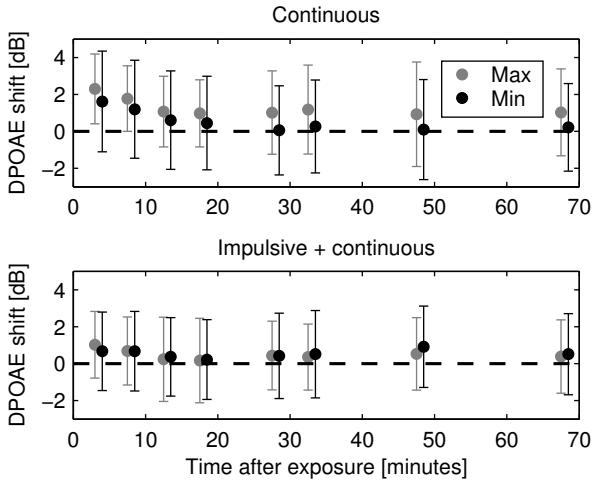 Continuous
DPOAE shift [dB]
4
2
0
−2
Max
Min
0 10 20 30 40 50 60 70
Impulsive + continuous
DPOAE shift [dB]
4
2
0
−2
0 10 20 30 40 50 60 70
Time after exposure [minutes]